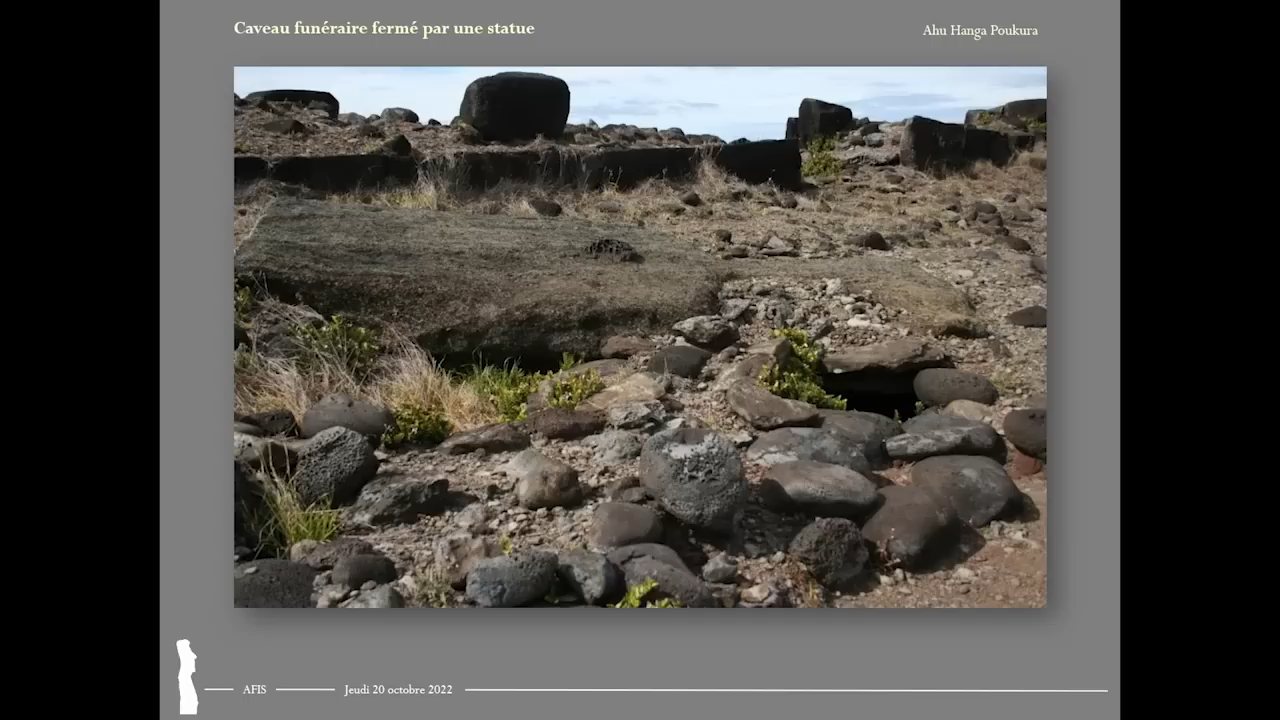 Caveau funéraire fermé par une statue
Ahu Hanga Poukura
AFIS
Jeudi 20 octobre 2022